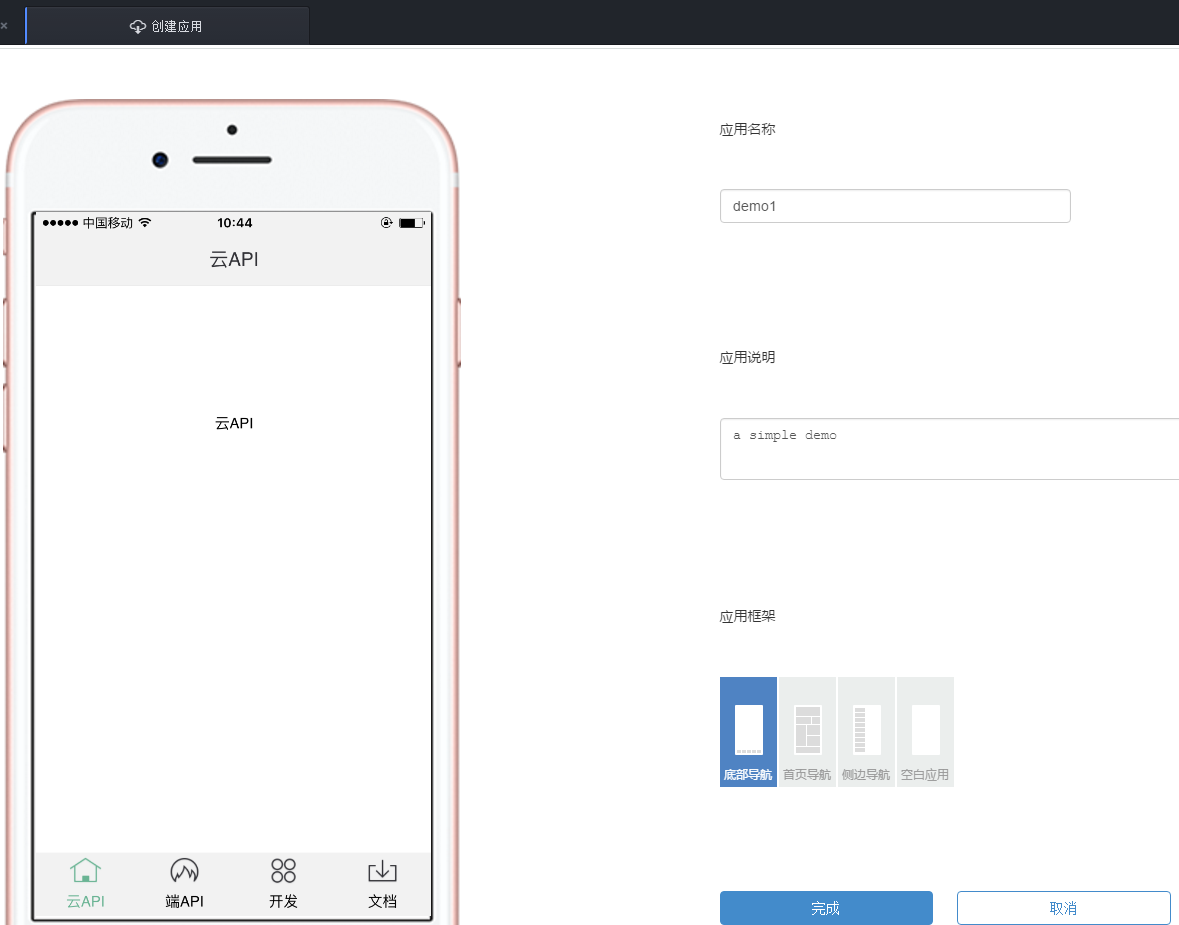 创建应用
应用名称
demo1
应用说明
a simple demo
应用框架
底部导航 首页导航 侧边导航 空白应用
完成 取消
中国移动 10:44
云API
云API
云API 端API 开发 文档